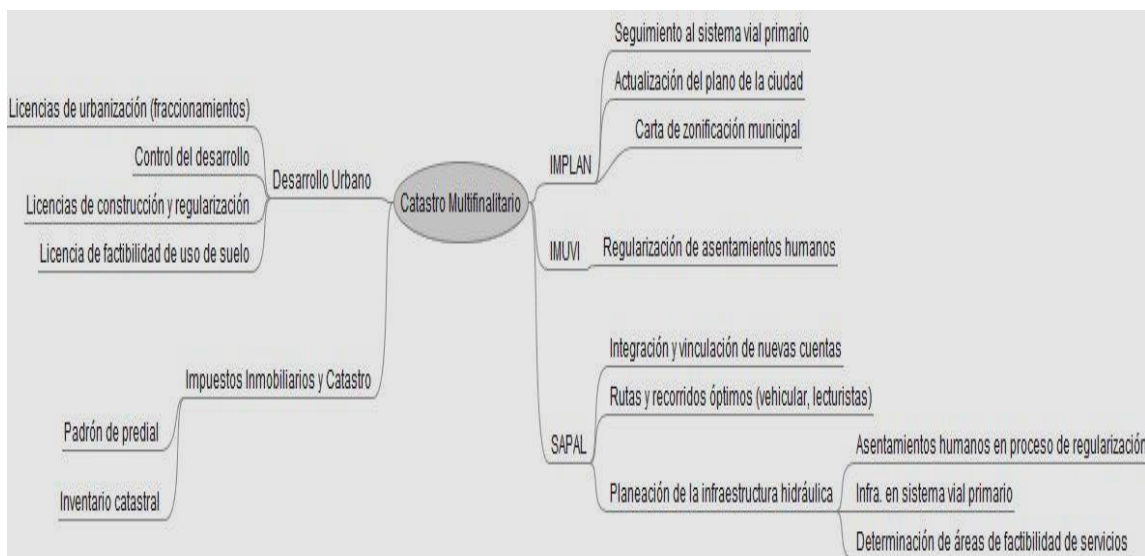 Catastro Multifinalitario
Desarrollo Urbano
Licencias de urbanización (fraccionamientos)
Control del desarrollo
Licencias de construcción y regularización
Licencia de factibilidad de uso de suelo
Impuestos Inmobiliarios y Catastro
Padrón de predial
Inventario catastral
IMPLAN
Seguimiento al sistema vial primario
Actualización del plano de la ciudad
Carta de zonificación municipal
IMUVI
Regularización de asentamientos humanos
SAPAL
Integración y vinculación de nuevas cuentas
Rutas y recorridos óptimos (vehicular, lecturistas)
Planeación de la infraestructura hidráulica
Asentamientos humanos en proceso de regularización
Infra. en sistema vial primario
Determinación de áreas de factibilidad de servicios